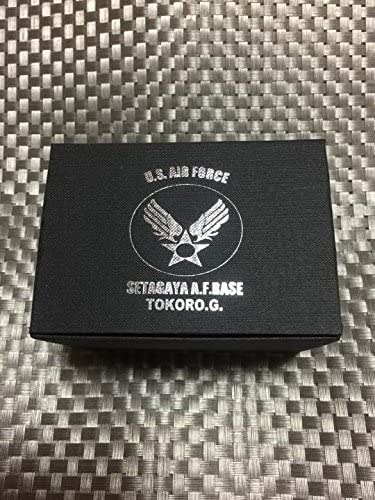 U.S. AIR FORCE
SETAGAYA A.F.BASE
TOKORO.G.